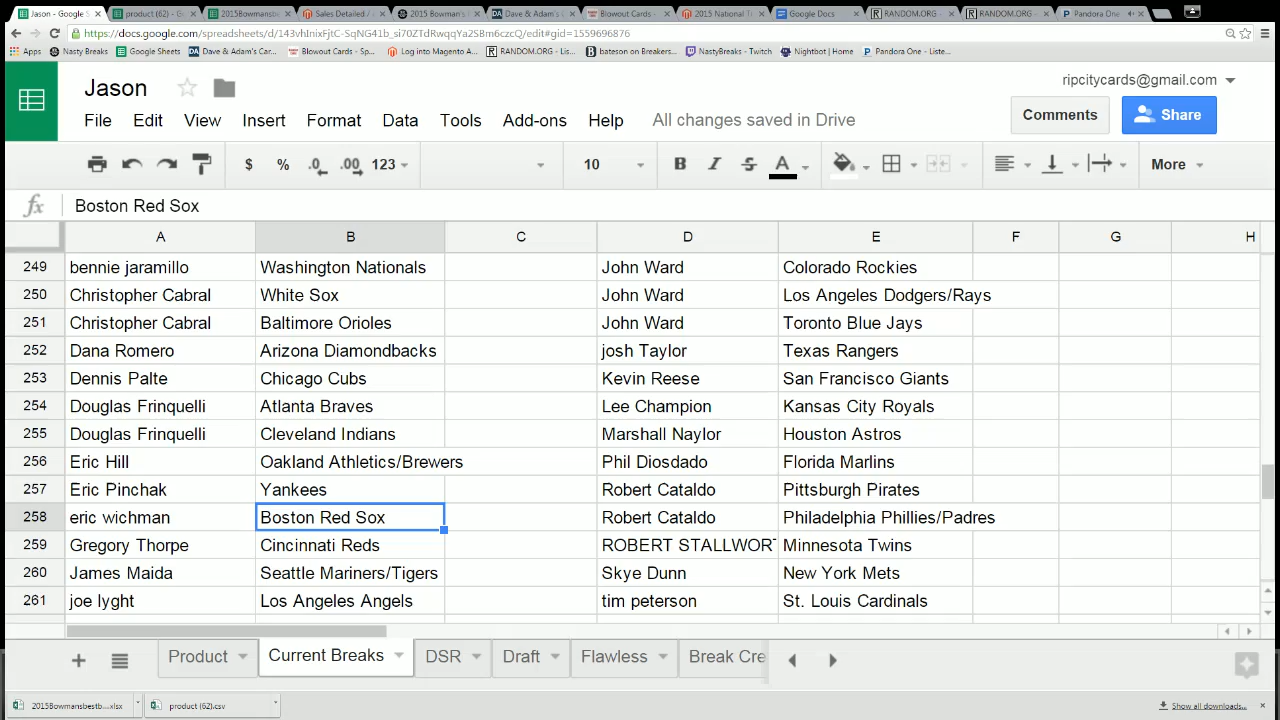 Jason - Google S
product (62) - G
2015Bowmansbest
Sales Detailed /
2015 Bowman's
Dave & Adam's
Blowout Cards -
2015 National T
Google Docs
RANDOM.ORG -
RANDOM.ORG -
Pandora One
https://docs.google.com/spreadsheets/d/143vhInixFjtC-SqNG41b_si70ZTdRwqqYa2SBm6czcQ/edit#gid=1559696876
Apps
Nasty Breaks
Google Sheets
DA Dave & Adam's Car
Blowout Cards - Sp...
Log into Magento A...
RANDOM.ORG - Lis...
bateson on Breakers...
NastyBreaks - Twitch
Nightbot | Home
Pandora One - Liste...
Jason
ripcitycards@gmail.com
File Edit View Insert Format Data Tools Add-ons Help All changes saved in Drive
Comments
Share
$ % .0 .00 123 10 B I S A More
fx Boston Red Sox
A B C D E F G H
249 bennie jaramillo Washington Nationals John Ward Colorado Rockies
250 Christopher Cabral White Sox John Ward Los Angeles Dodgers/Rays
251 Christopher Cabral Baltimore Orioles John Ward Toronto Blue Jays
252 Dana Romero Arizona Diamondbacks josh Taylor Texas Rangers
253 Dennis Palte Chicago Cubs Kevin Reese San Francisco Giants
254 Douglas Frinquelli Atlanta Braves Lee Champion Kansas City Royals
255 Douglas Frinquelli Cleveland Indians Marshall Naylor Houston Astros
256 Eric Hill Oakland Athletics/Brewers Phil Diosdado Florida Marlins
257 Eric Pinchak Yankees Robert Cataldo Pittsburgh Pirates
258 eric wichman Boston Red Sox Robert Cataldo Philadelphia Phillies/Padres
259 Gregory Thorpe Cincinnati Reds ROBERT STALLWORT Minnesota Twins
260 James Maida Seattle Mariners/Tigers Skye Dunn New York Mets
261 joe lyght Los Angeles Angels tim peterson St. Louis Cardinals
Product Current Breaks DSR Draft Flawless Break Cre
2015Bowmansbestb....xlsx
product (62).csv
Show all downloads...